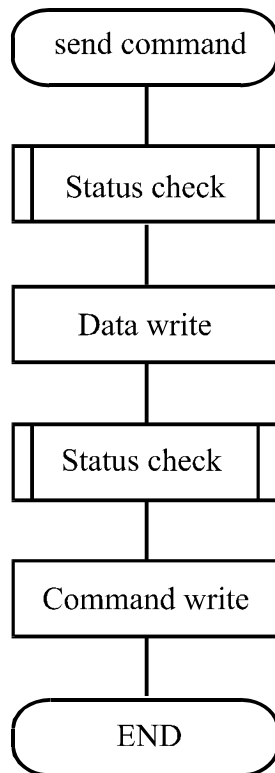 send command
Status check
Data write
Status check
Command write
END